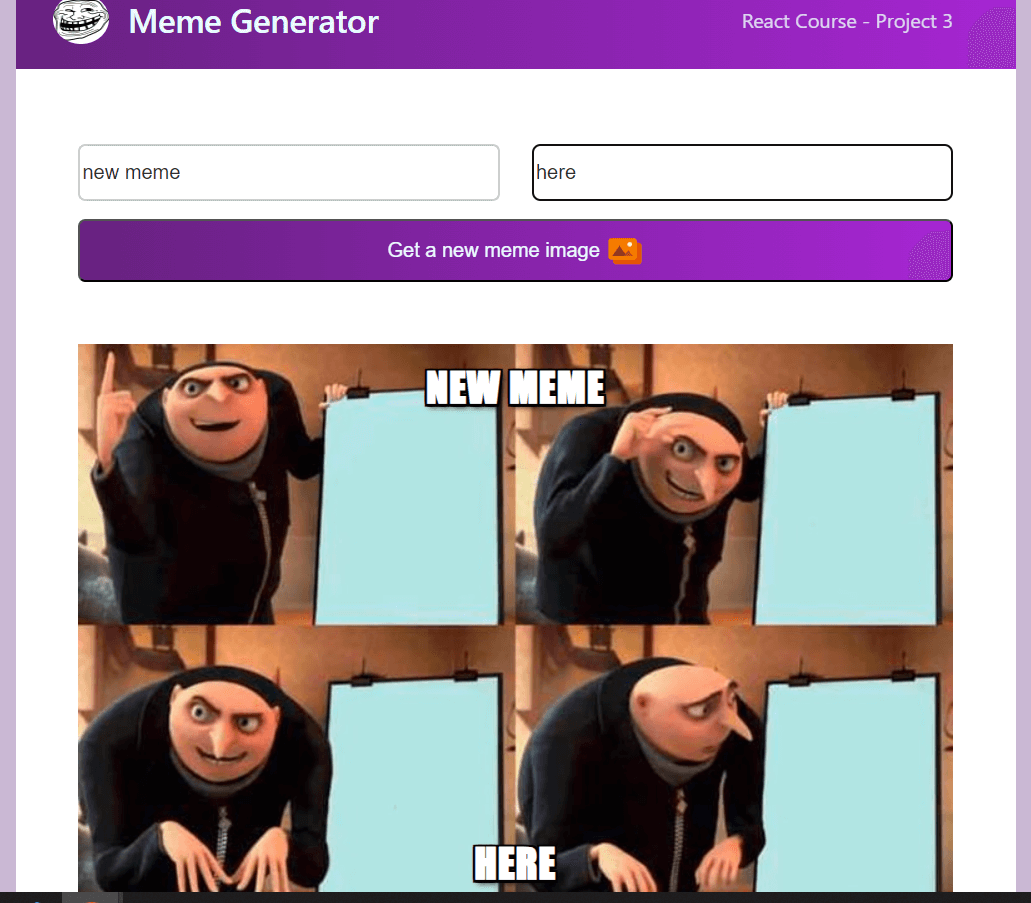 Meme Generator
React Course - Project 3
new meme
here
Get a new meme image
NEW MEME
HERE